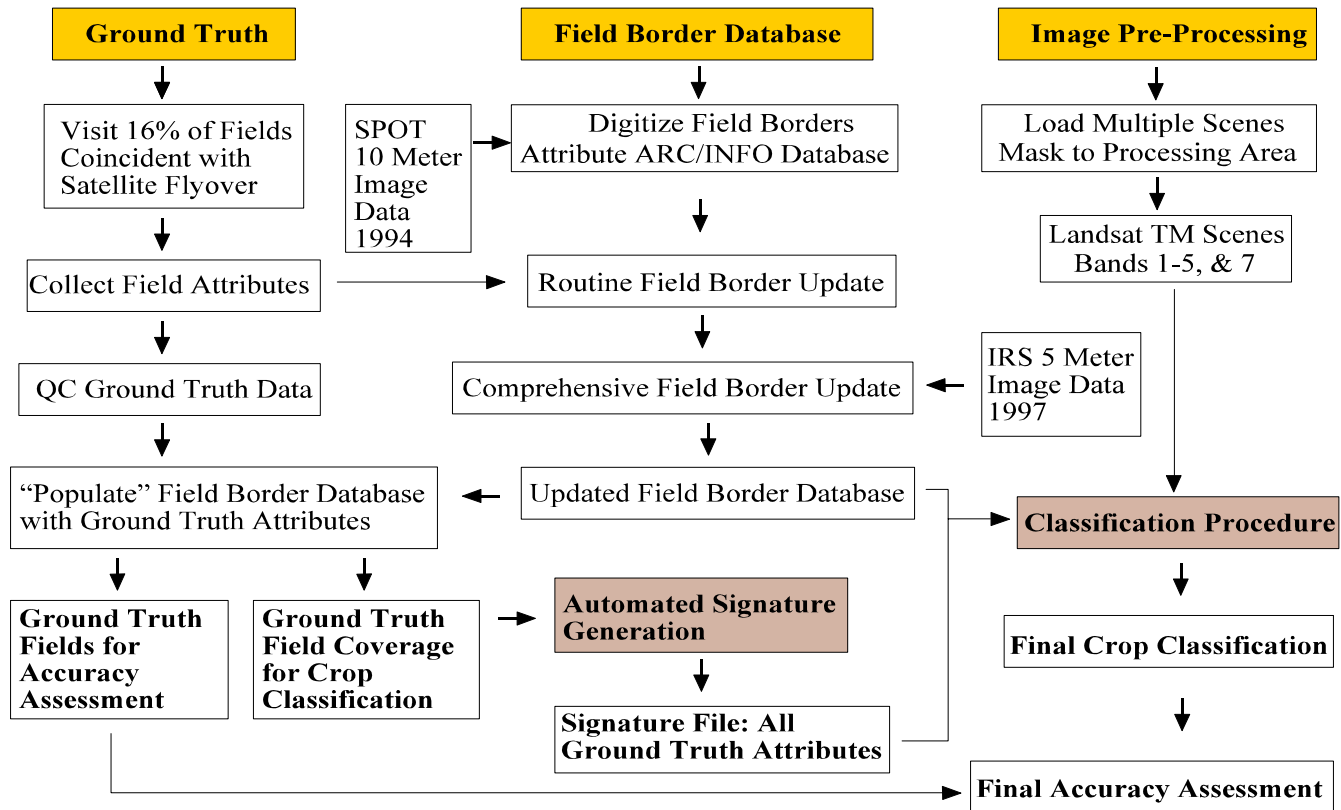 Ground Truth
Field Border Database
Image Pre-Processing
Visit 16% of Fields
Coincident with
Satellite Flyover
SPOT
10 Meter
Image
Data
1994
Digitize Field Borders
Attribute ARC/INFO Database
Load Multiple Scenes
Mask to Processing Area
Landsat TM Scenes
Bands 1-5, & 7
Collect Field Attributes
Routine Field Border Update
QC Ground Truth Data
Comprehensive Field Border Update
IRS 5 Meter
Image Data
1997
“Populate” Field Border Database
with Ground Truth Attributes
Updated Field Border Database
Classification Procedure
Ground Truth
Fields for
Accuracy
Assessment
Ground Truth
Field Coverage
for Crop
Classification
Automated Signature
Generation
Final Crop Classification
Signature File: All
Ground Truth Attributes
Final Accuracy Assessment